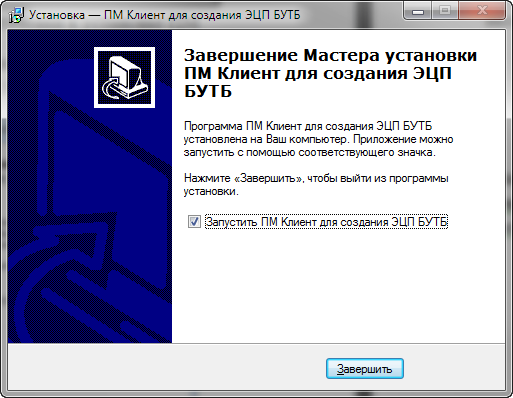 Установка — ПМ Клиент для создания ЭЦП БУТБ
Завершение Мастера установки
ПМ Клиент для создания ЭЦП
БУТБ
Программа ПМ Клиент для создания ЭЦП БУТБ
установлена на Ваш компьютер. Приложение можно
запустить с помощью соответствующего значка.
Нажмите «Завершить», чтобы выйти из программы
установки.
Запустить ПМ Клиент для создания ЭЦП БУТБ
Завершить